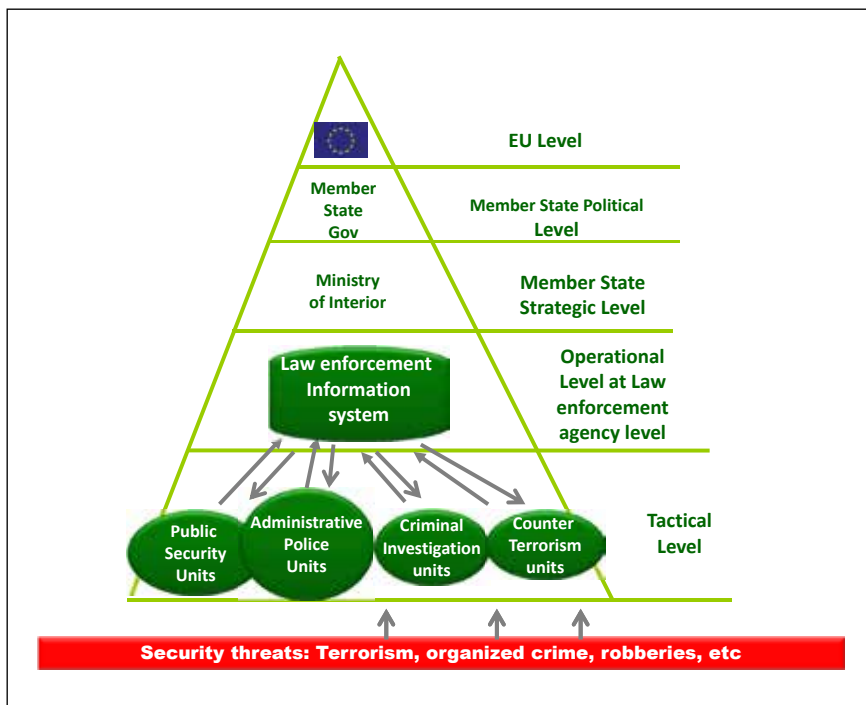 EU Level
Member
State
Gov
Member State Political
Level
Ministry
of Interior
Member State
Strategic Level
Law enforcement
Information
system
Operational
Level at Law
enforcement
agency level
Public
Security
Units
Administrative
Police
Units
Criminal
Investigation
units
Counter
Terrorism
units
Tactical
Level
Security threats: Terrorism, organized crime, robberies, etc